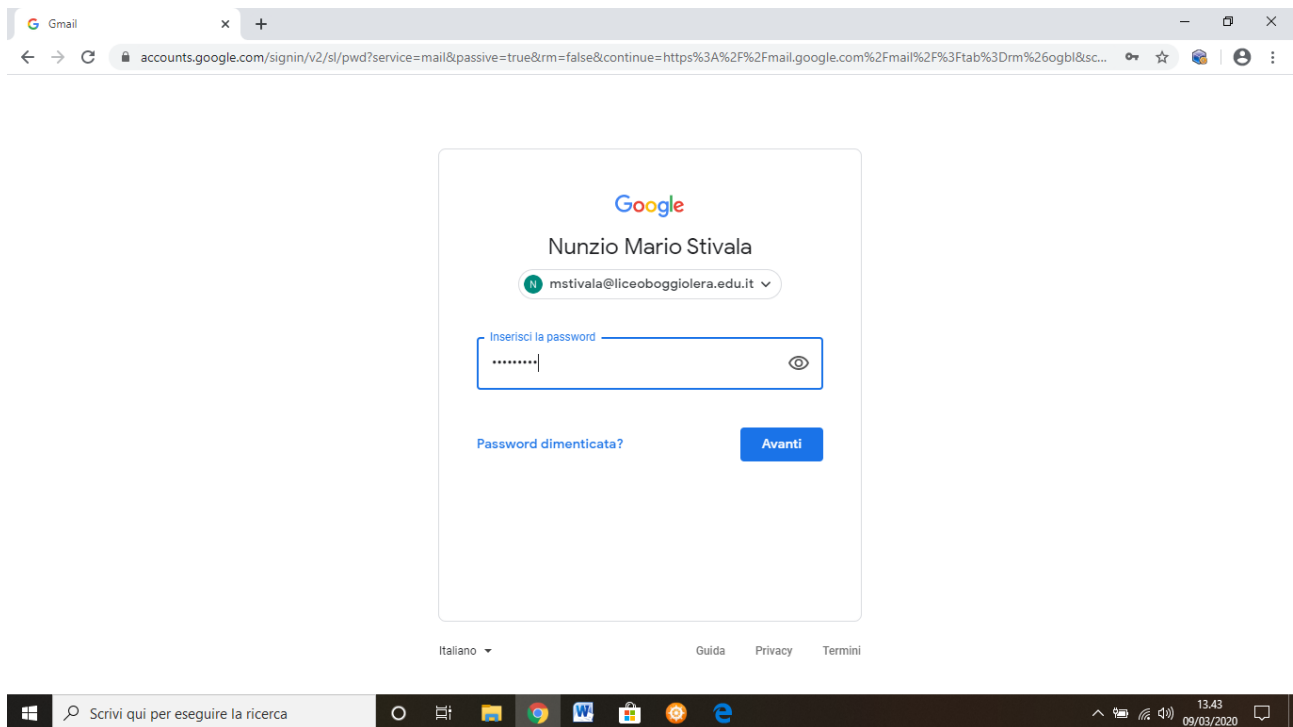 Gmail
accounts.google.com/signin/v2/sl/pwd?service=mail&passive=true&rm=false&continue=https%3A%2F%2Fmail.google.com%2Fmail%2F%3Ftab%3Drm%26ogbl&sc...
Google
Nunzio Mario Stivala
N mstivala@liceoboggiolera.edu.it
Inserisci la password
•••••••••
Password dimenticata?
Avanti
Italiano
Guida Privacy Termini
Scrivi qui per eseguire la ricerca
13.43
09/03/2020